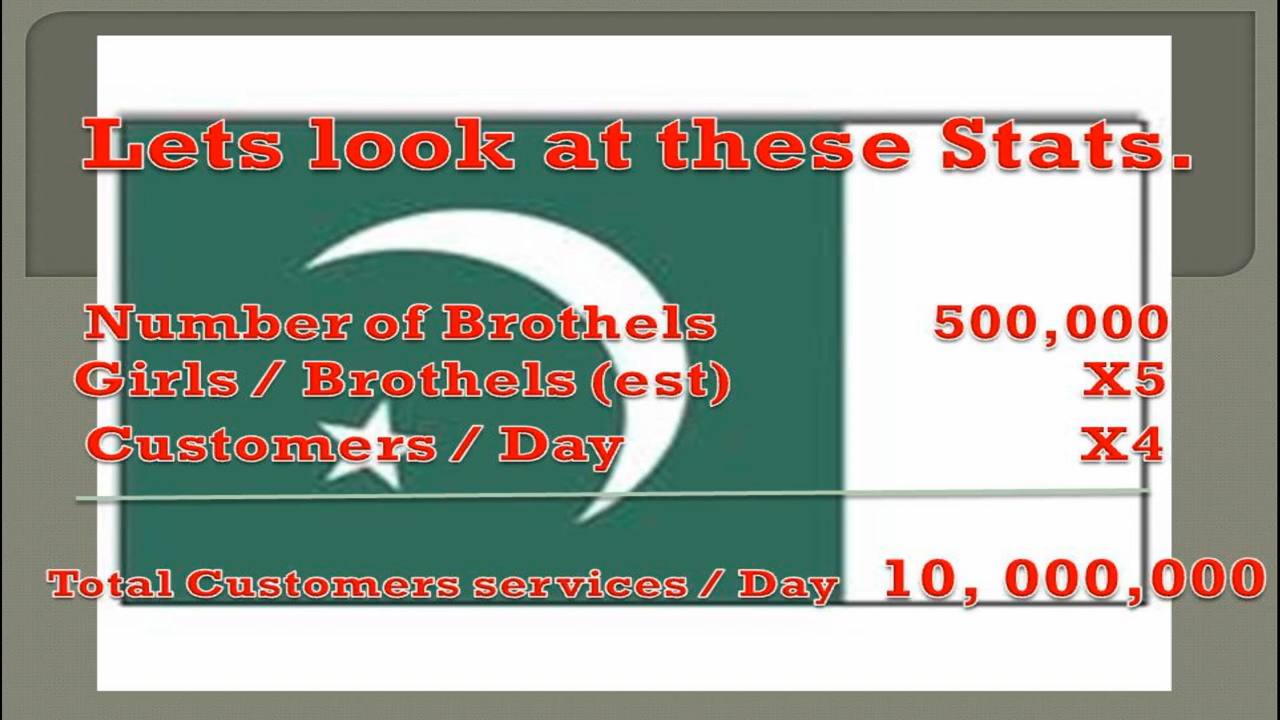 Lets look at these Stats.
Number of Brothels 500,000
Girls / Brothels (est) X5
Customers / Day X4
Total Customers services / Day 10, 000,000